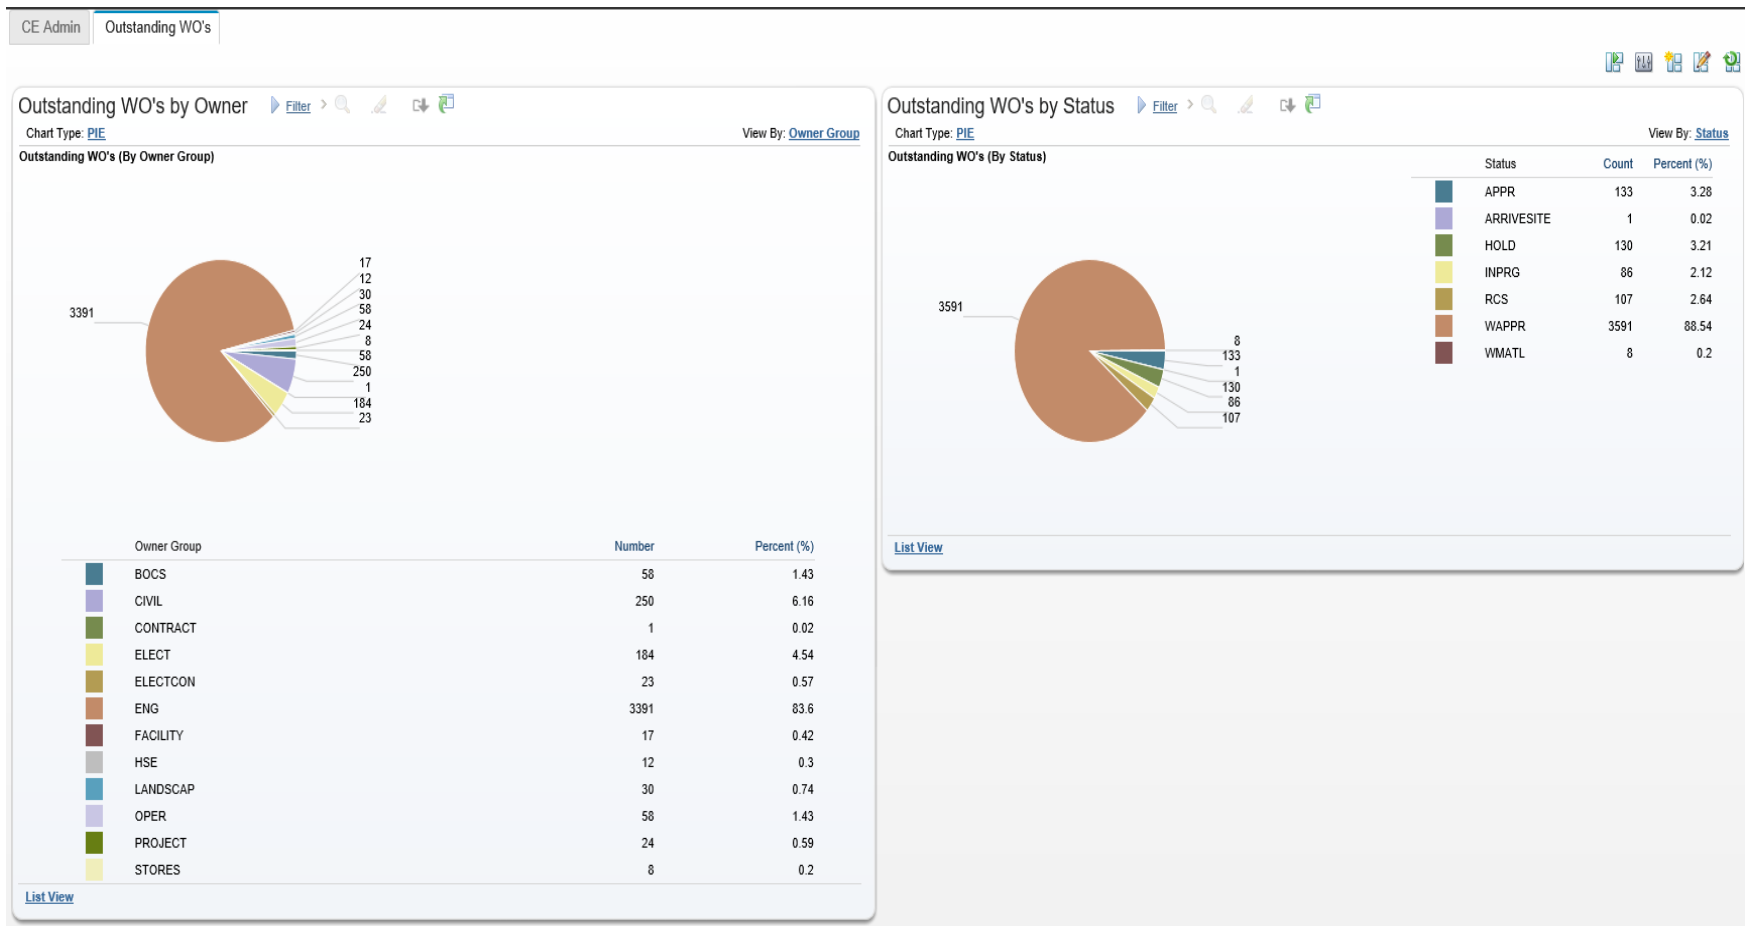 CE Admin Outstanding WO's
Outstanding WO's by Owner Filter >
Chart Type: PIE View By: Owner Group
Outstanding WO's (By Owner Group)
17
12
30
58
24
8
58
250
1
184
23
3391
Owner Group Number Percent (%)
BOCS 58 1.43
CIVIL 250 6.16
CONTRACT 1 0.02
ELECT 184 4.54
ELECTCON 23 0.57
ENG 3391 83.6
FACILITY 17 0.42
HSE 12 0.3
LANDSCAP 30 0.74
OPER 58 1.43
PROJECT 24 0.59
STORES 8 0.2
List View
Outstanding WO's by Status Filter >
Chart Type: PIE View By: Status
Outstanding WO's (By Status)
3591
8
133
1
130
86
107
Status Count Percent (%)
APPR 133 3.28
ARRIVESITE 1 0.02
HOLD 130 3.21
INPRG 86 2.12
RCS 107 2.64
WAPPR 3591 88.54
WMATL 8 0.2
List View